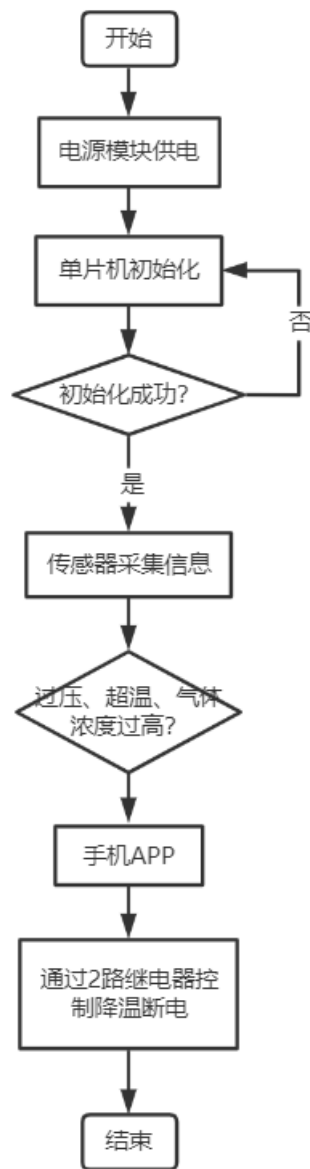 开始
电源模块供电
单片机初始化
否
初始化成功?
是
传感器采集信息
过压、超温、气体
浓度过高?
手机APP
通过2路继电器控
制降温断电
结束